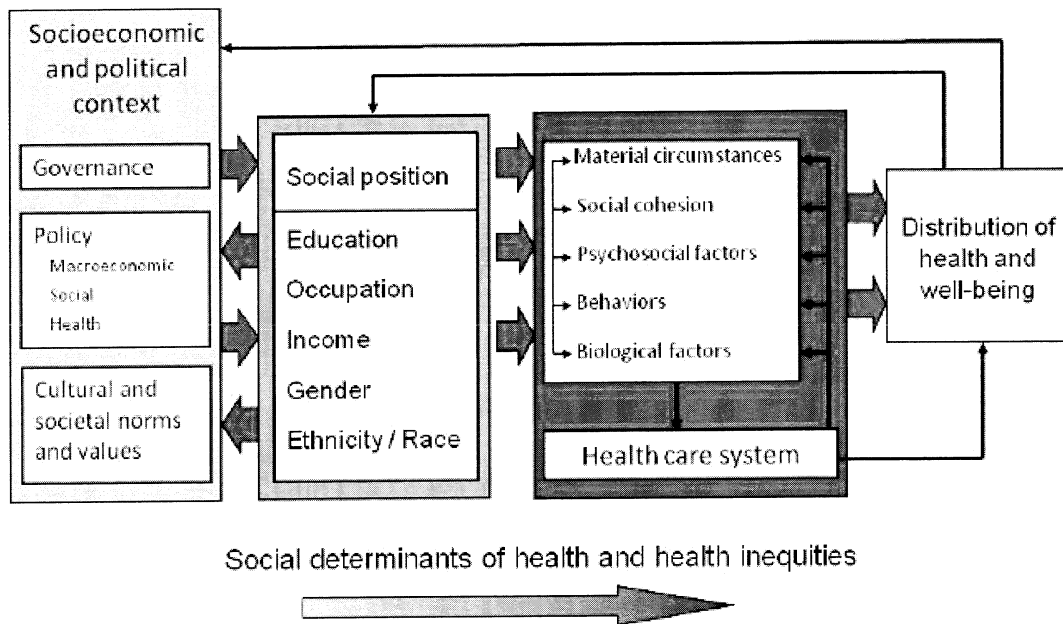 Socioeconomic
and political
context
Governance
Policy
Macroeconomic
Social
Health
Cultural and
societal norms
and values
Social position
Education
Occupation
Income
Gender
Ethnicity / Race
Material circumstances
Social cohesion
Psychosocial factors
Behaviors
Biological factors
Health care system
Distribution of
health and
well-being
Social determinants of health and health inequities